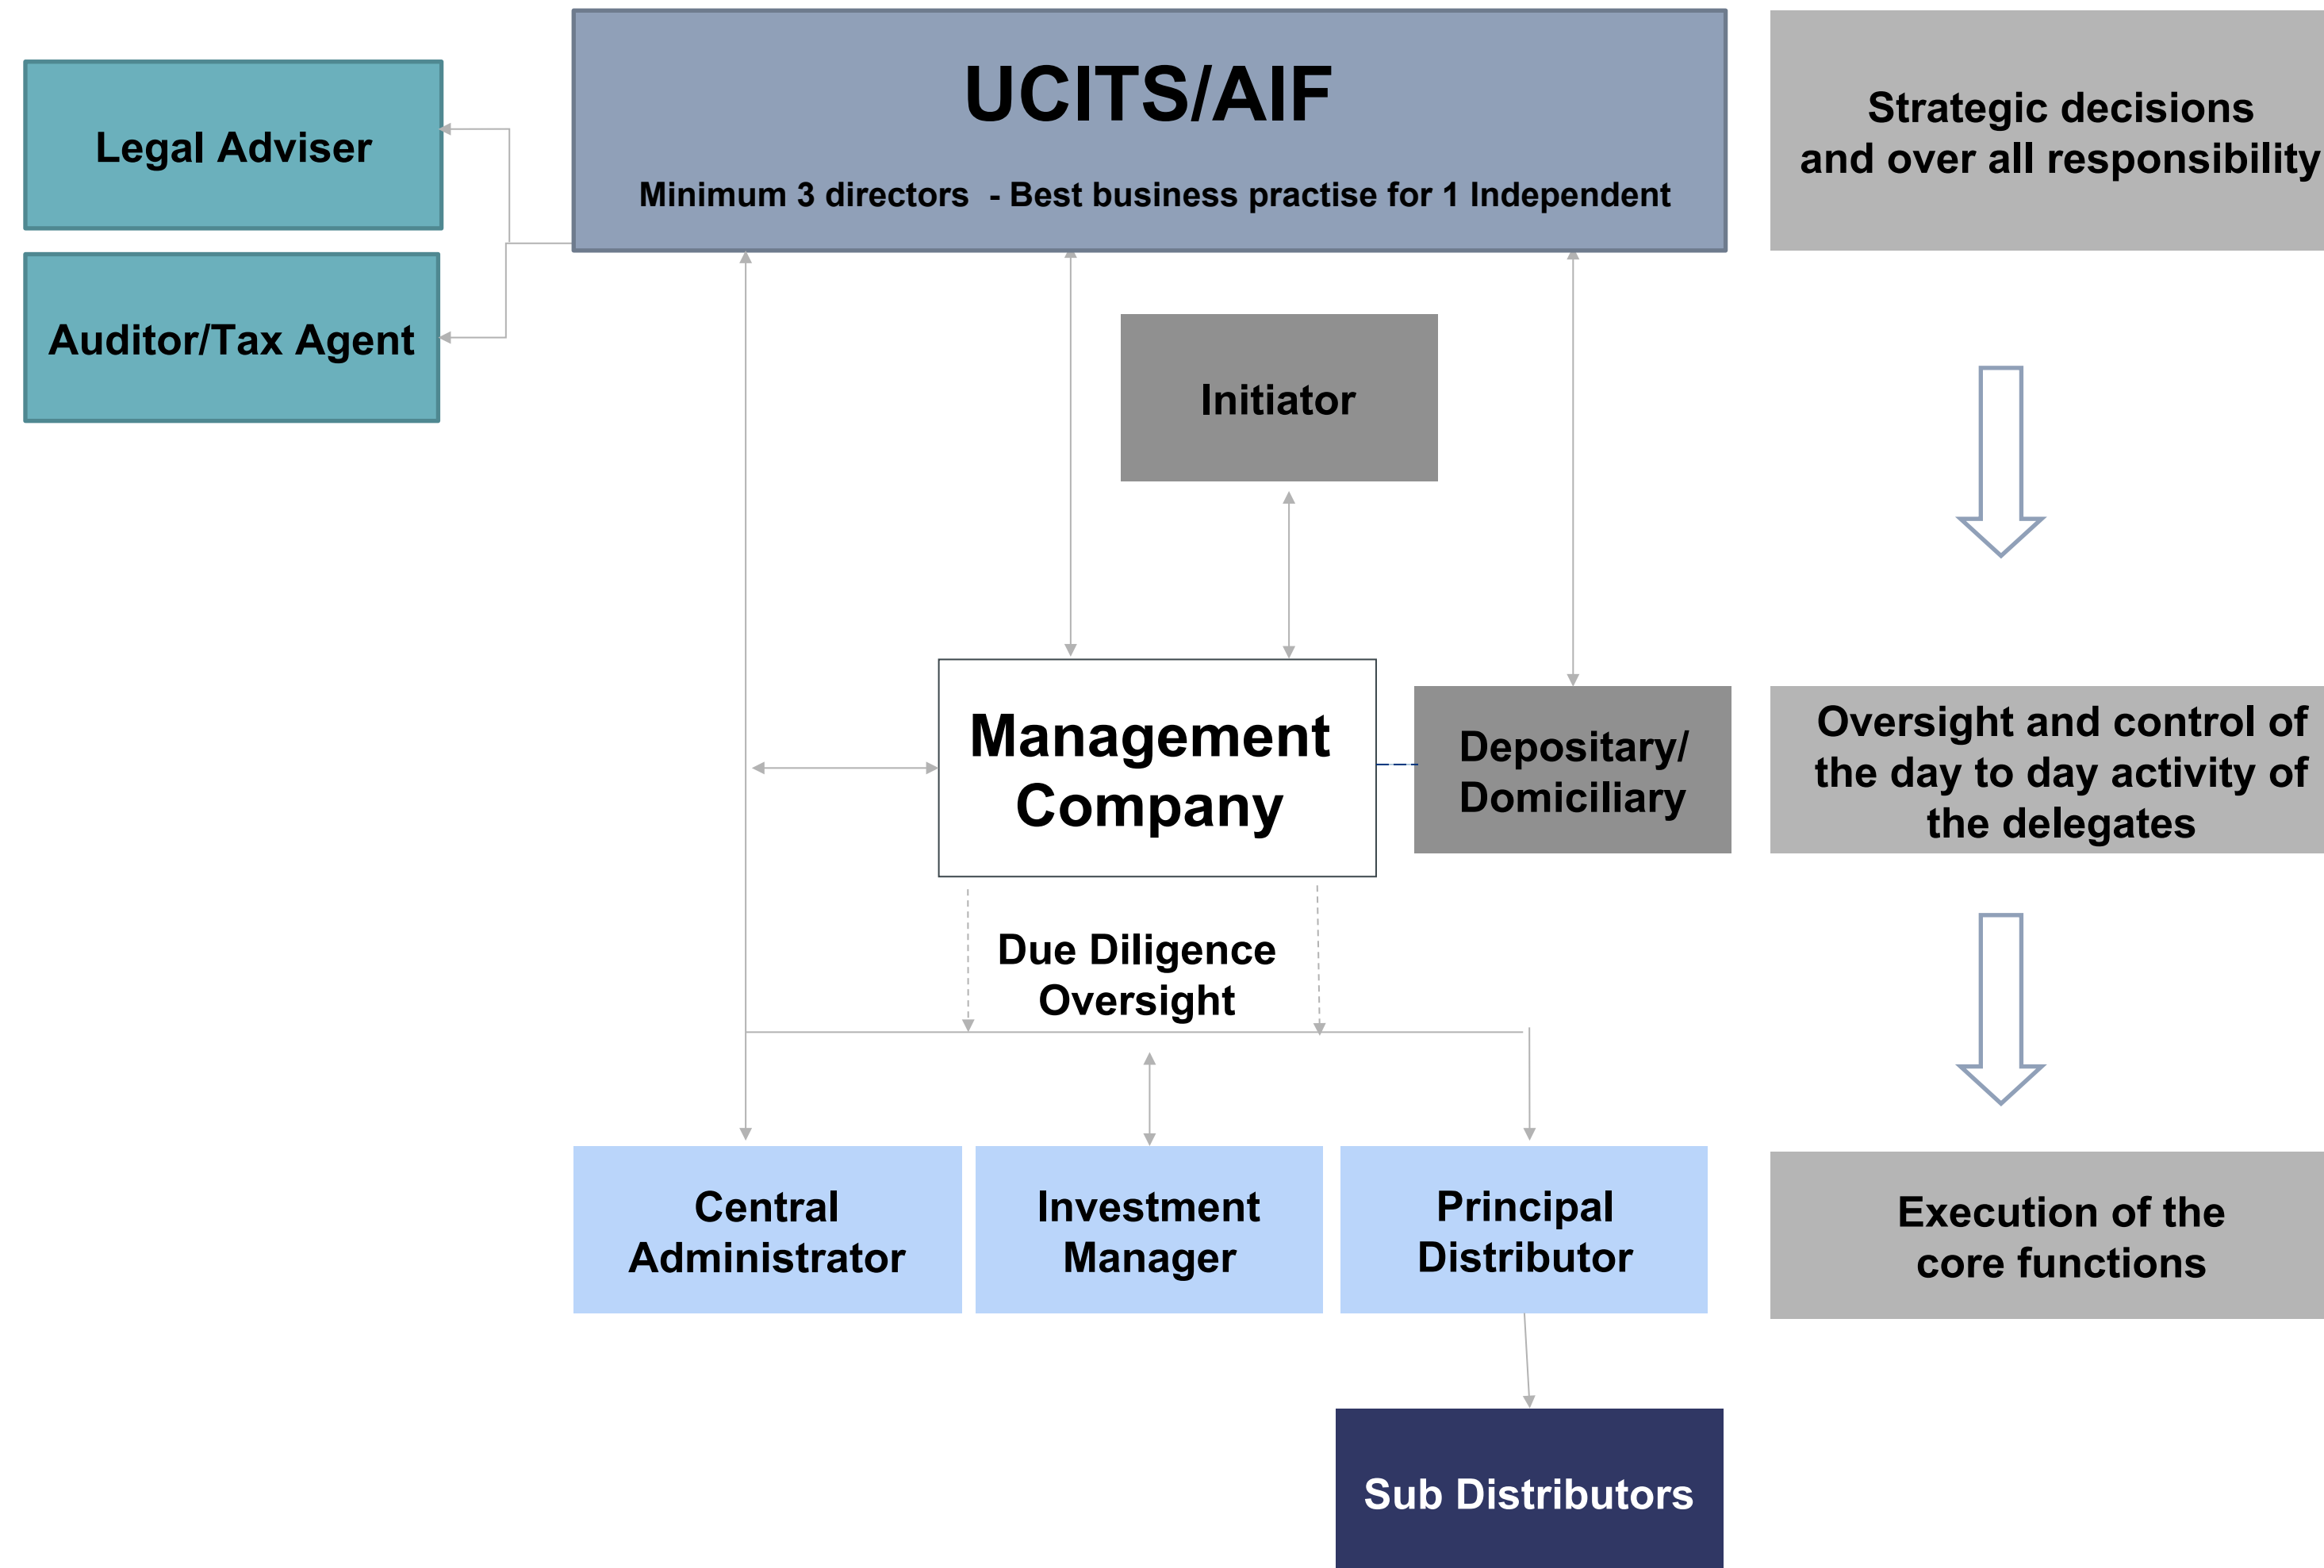 UCITS/AIF
Minimum 3 directors  - Best business practise for 1 Independent
Strategic decisions
and over all responsibility
Legal Adviser
Auditor/Tax Agent
Initiator
Management
Company
Depositary/
Domiciliary
Oversight and control of
the day to day activity of
the delegates
Due Diligence
Oversight
Central
Administrator
Investment
Manager
Principal
Distributor
Execution of the
core functions
Sub Distributors